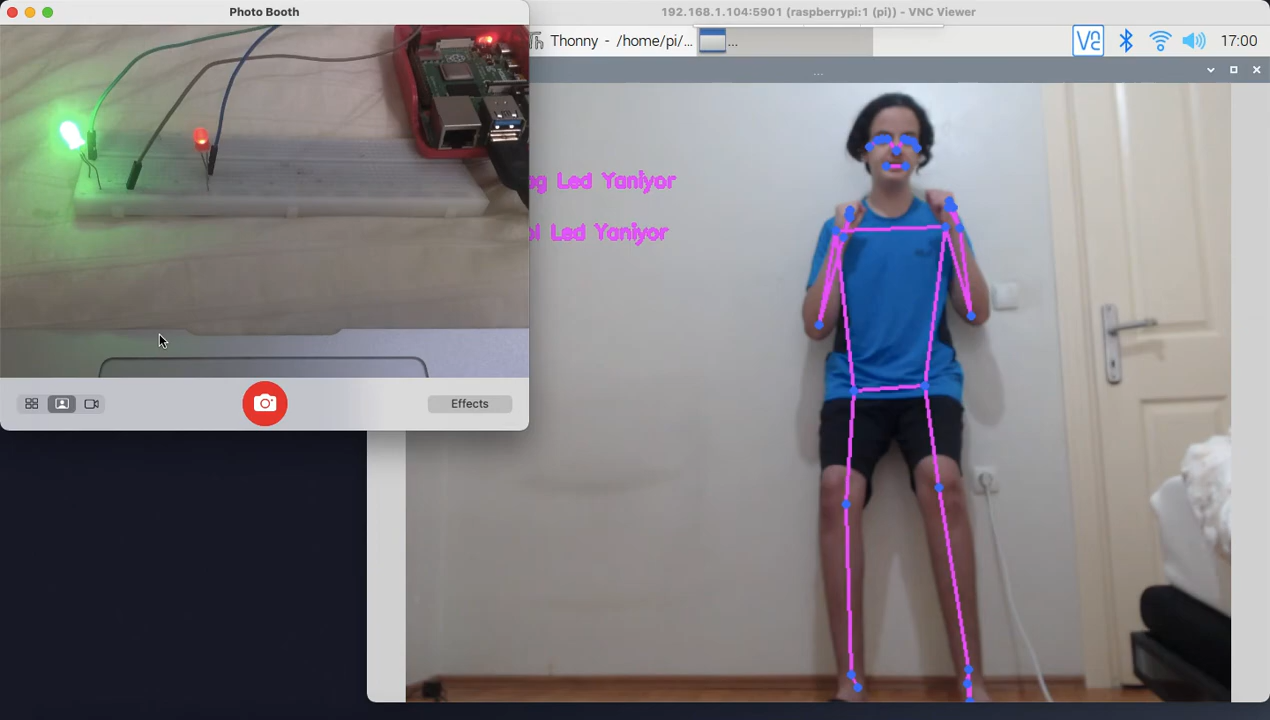 Photo Booth
192.168.1.104:5901 (raspberrypi:1 (pi)) - VNC Viewer
Thonny - /home/pi/...
...
17:00
...
Led Yaniyor
Led Yaniyor
Effects